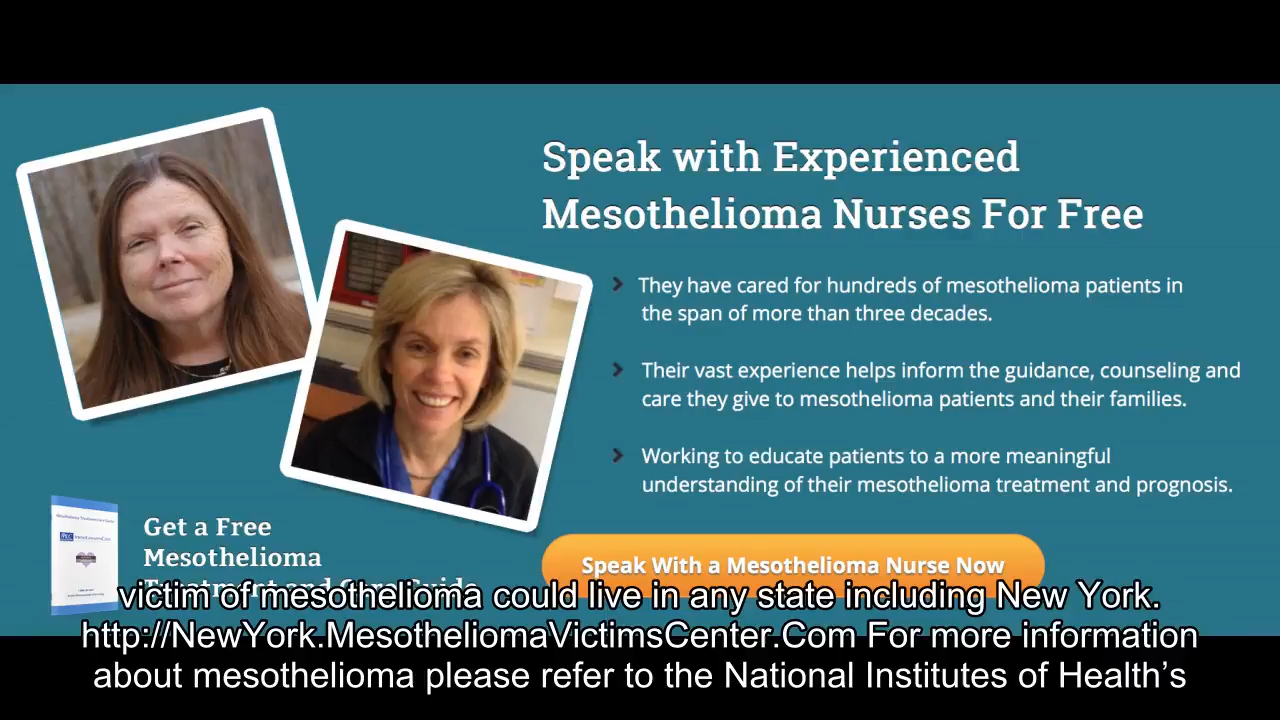 Speak with Experienced
Mesothelioma Nurses For Free
They have cared for hundreds of mesothelioma patients in
the span of more than three decades.
Their vast experience helps inform the guidance, counseling and
care they give to mesothelioma patients and their families.
Working to educate patients to a more meaningful
understanding of their mesothelioma treatment and prognosis.
Get a Free
Mesothelioma
Treatment and Care Guide
Speak With a Mesothelioma Nurse Now
victim of mesothelioma could live in any state including New York.
http://NewYork.MesotheliomaVictimsCenter.Com For more information
about mesothelioma please refer to the National Institutes of Health’s